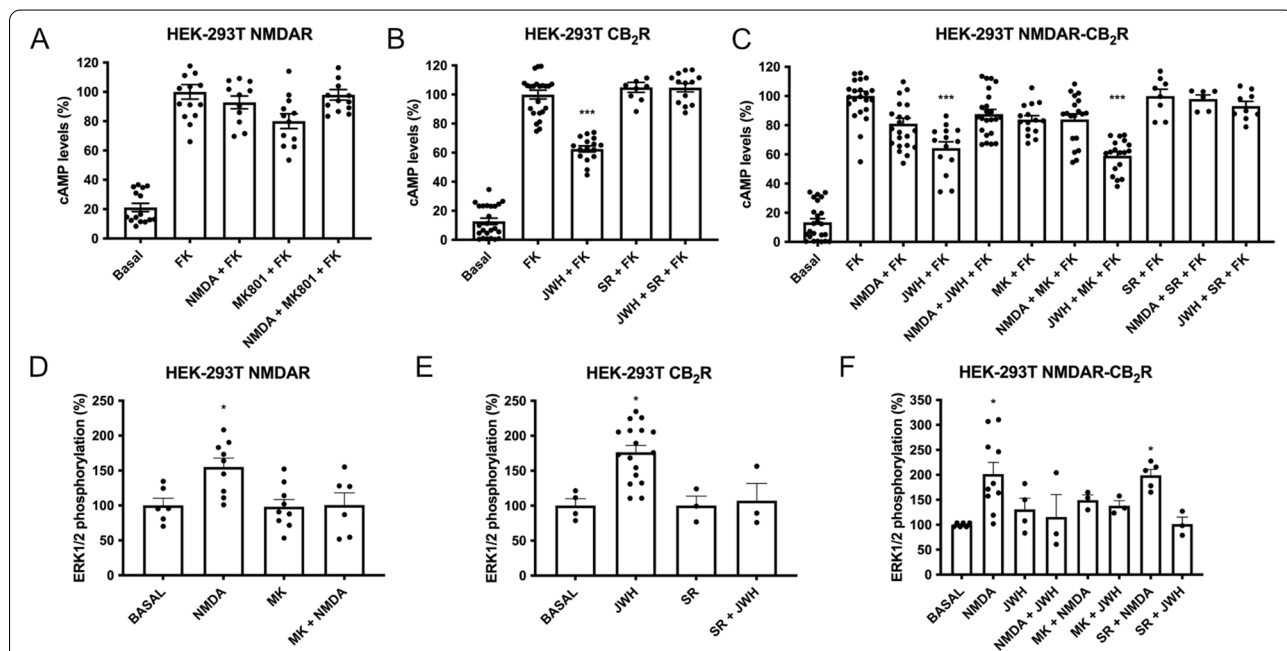 A
HEK-293T NMDAR
cAMP levels (%)
120
100
80
60
40
20
0
Basal
FK
NMDA + FK
MK801 + FK
NMDA + MK801 + FK
B
HEK-293T CB₂R
***
cAMP levels (%)
120
100
80
60
40
20
0
Basal
FK
JWH + FK
SR + FK
JWH + SR + FK
C
HEK-293T NMDAR-CB₂R
***
***
cAMP levels (%)
120
100
80
60
40
20
0
Basal
FK
NMDA + FK
JWH + FK
NMDA + JWH + FK
MK + FK
NMDA + MK + FK
JWH + MK + FK
SR + FK
NMDA + SR + FK
JWH + SR + FK
D
HEK-293T NMDAR
*
ERK1/2 phosphorylation (%)
250
200
150
100
50
0
BASAL
NMDA
MK
MK + NMDA
E
HEK-293T CB₂R
*
ERK1/2 phosphorylation (%)
250
200
150
100
50
0
BASAL
JWH
SR
SR + JWH
F
HEK-293T NMDAR-CB₂R
*
*
ERK1/2 phosphorylation (%)
350
300
250
200
150
100
50
0
BASAL
NMDA
JWH
NMDA + JWH
MK + NMDA
MK + JWH
SR + NMDA
SR + JWH